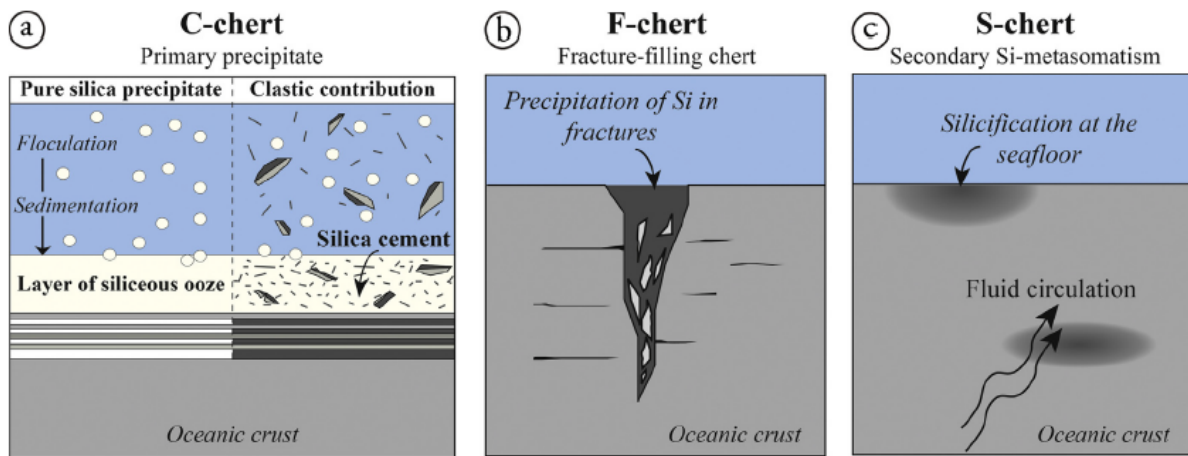 a
C-chert
Primary precipitate
Pure silica precipitate
Clastic contribution
Floculation
Sedimentation
Silica cement
Layer of siliceous ooze
Oceanic crust
b
F-chert
Fracture-filling chert
Precipitation of Si in
fractures
Oceanic crust
c
S-chert
Secondary Si-metasomatism
Silicification at the
seafloor
Fluid circulation
Oceanic crust